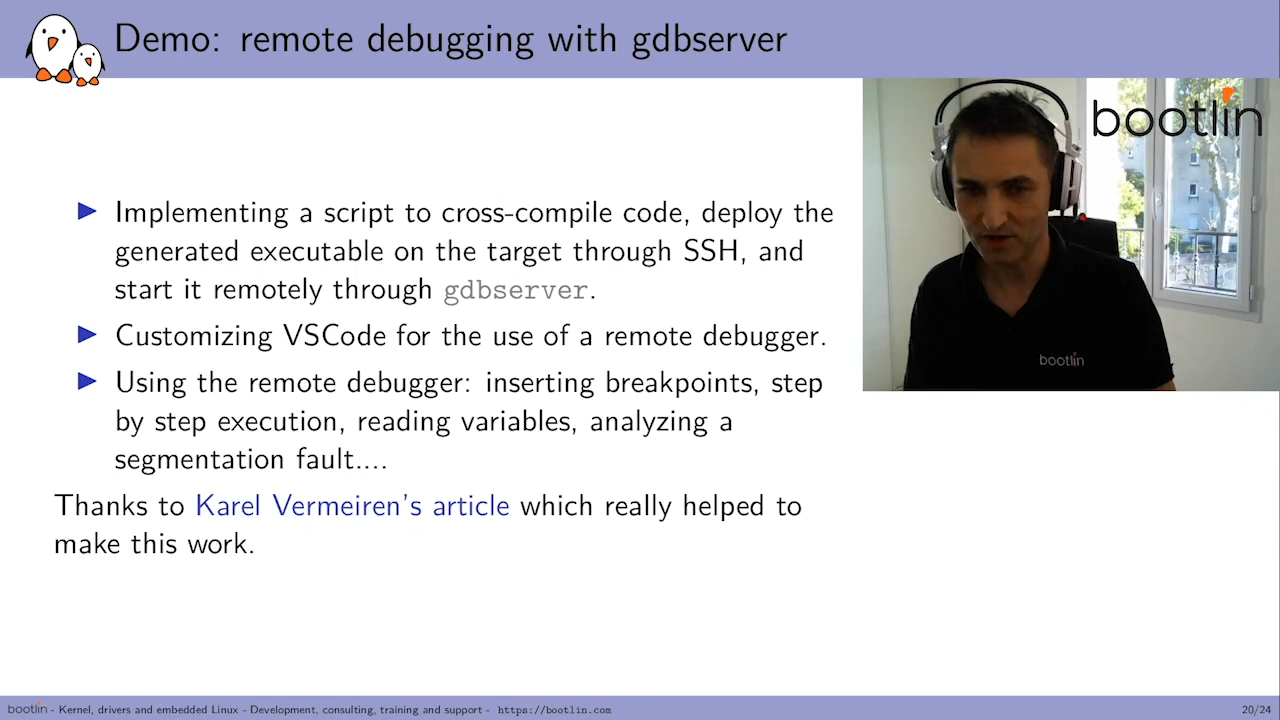 Demo: remote debugging with gdbserver
bootlin
Implementing a script to cross-compile code, deploy the
generated executable on the target through SSH, and
start it remotely through gdbserver.
Customizing VSCode for the use of a remote debugger.
Using the remote debugger: inserting breakpoints, step
by step execution, reading variables, analyzing a
segmentation fault....
Thanks to Karel Vermeiren's article which really helped to
make this work.
bootlin
bootlin - Kernel, drivers and embedded Linux - Development, consulting, training and support - https://bootlin.com
20/24